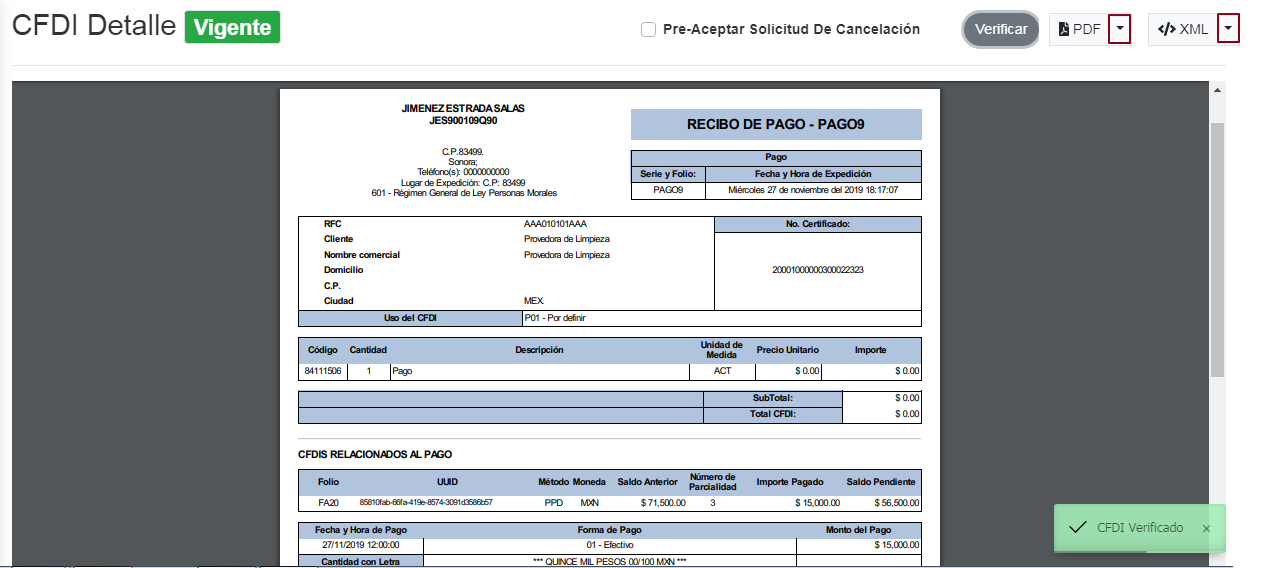 CFDI Detalle Vigente
Pre-Aceptar Solicitud De Cancelación
Verificar
PDF
XML
JIMENEZ ESTRADA SALAS
JES900109Q90
RECIBO DE PAGO - PAGO9
C.P.83499.
Sonora;
Teléfono(s): 0000000000
Lugar de Expedición: C.P: 83499
601 - Régimen General de Ley Personas Morales
Pago
Serie y Folio: Fecha y Hora de Expedición
PAGO9 Miércoles 27 de noviembre del 2019 18:17:07
RFC AAA010101AAA No. Certificado:
Cliente Provedora de Limpieza
Nombre comercial Provedora de Limpieza
Domicilio 20001000000300022323
C.P.
Ciudad MEX.
Uso del CFDI P01 - Por definir
Código Cantidad Descripción Unidad de Medida Precio Unitario Importe
84111506 1 Pago ACT $ 0.00 $ 0.00
SubTotal: $ 0.00
Total CFDI: $ 0.00
CFDIS RELACIONADOS AL PAGO
Folio UUID Método Moneda Saldo Anterior Número de Parcialidad Importe Pagado Saldo Pendiente
FA20 85810fab-66fa-419e-8574-3091d3586b57 PPD MXN $ 71,500.00 3 $ 15,000.00 $ 56,500.00
Fecha y Hora de Pago Forma de Pago Monto del Pago
27/11/2019 12:00:00 01 - Efectivo $ 15,000.00
Cantidad con Letra *** QUINCE MIL PESOS 00/100 MXN ***
CFDI Verificado ×